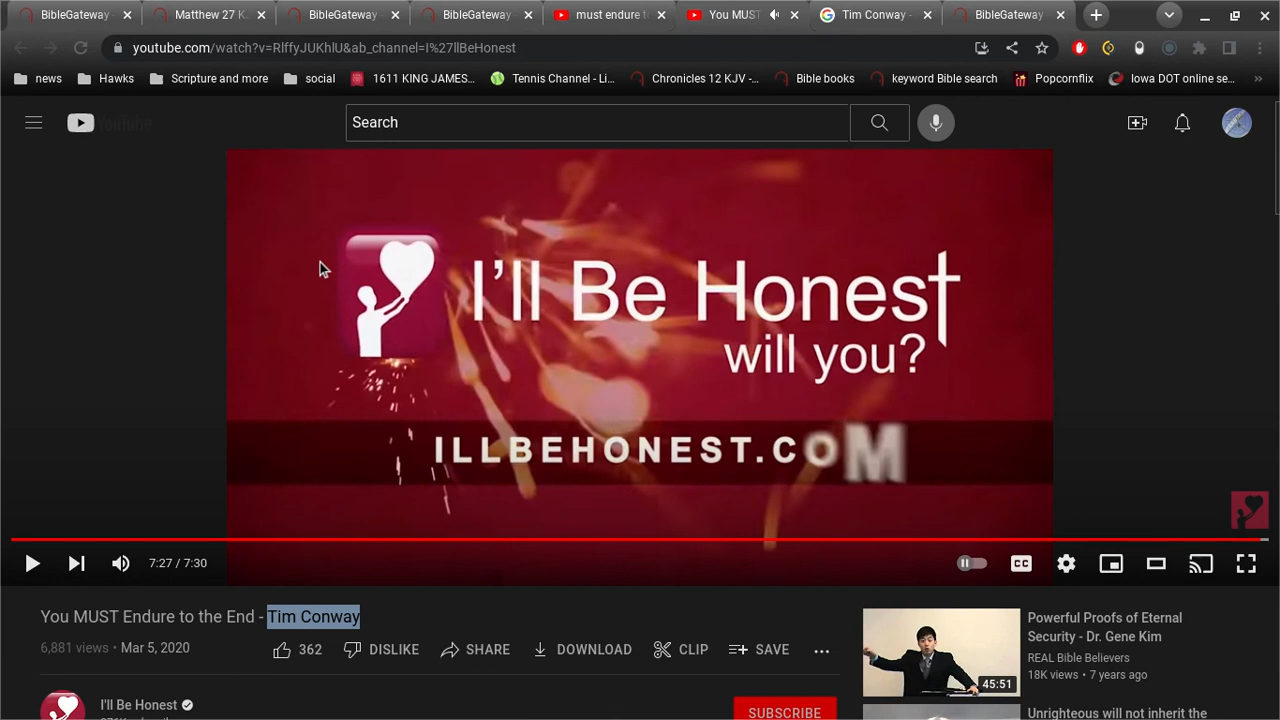 BibleGateway
Matthew 27 K
BibleGateway
BibleGateway
must endure to
You MUST
Tim Conway -
BibleGateway
youtube.com/watch?v=RlffyJUKhlU&ab_channel=I%27llBeHonest
news
Hawks
Scripture and more
social
1611 KING JAMES...
Tennis Channel - Li...
Chronicles 12 KJV -...
Bible books
keyword Bible search
Popcornflix
Iowa DOT online se...
»
YouTube
Search
I'll Be Honest
will you?
ILLBEHONEST.COM
7:27 / 7:30
CC
You MUST Endure to the End - Tim Conway
6,881 views • Mar 5, 2020
362
DISLIKE
SHARE
DOWNLOAD
CLIP
SAVE
...
I'll Be Honest
SUBSCRIBE
45:51
Powerful Proofs of Eternal
Security - Dr. Gene Kim
REAL Bible Believers
18K views • 7 years ago
Unrighteous will not inherit the